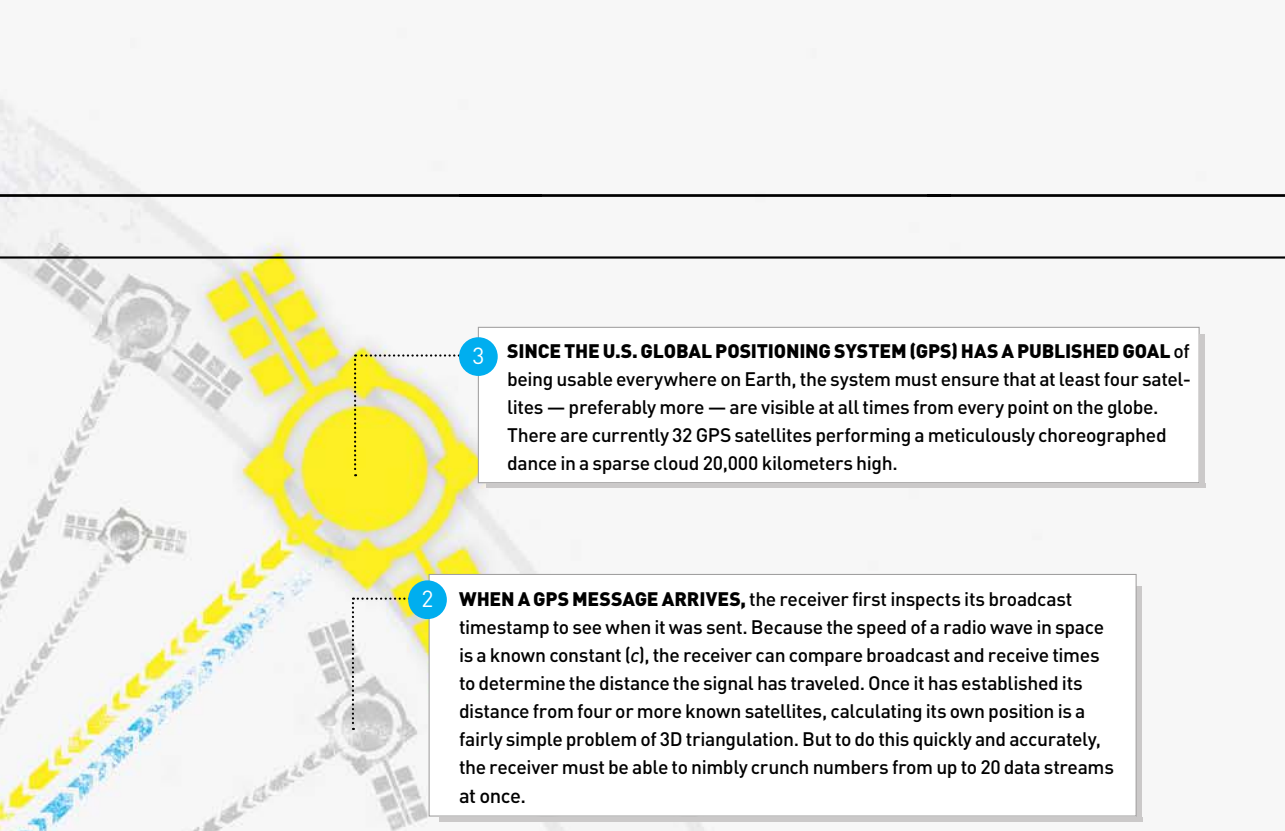 3
SINCE THE U.S. GLOBAL POSITIONING SYSTEM (GPS) HAS A PUBLISHED GOAL of
being usable everywhere on Earth, the system must ensure that at least four satel-
lites — preferably more — are visible at all times from every point on the globe.
There are currently 32 GPS satellites performing a meticulously choreographed
dance in a sparse cloud 20,000 kilometers high.
2
WHEN A GPS MESSAGE ARRIVES, the receiver first inspects its broadcast
timestamp to see when it was sent. Because the speed of a radio wave in space
is a known constant (c), the receiver can compare broadcast and receive times
to determine the distance the signal has traveled. Once it has established its
distance from four or more known satellites, calculating its own position is a
fairly simple problem of 3D triangulation. But to do this quickly and accurately,
the receiver must be able to nimbly crunch numbers from up to 20 data streams
at once.